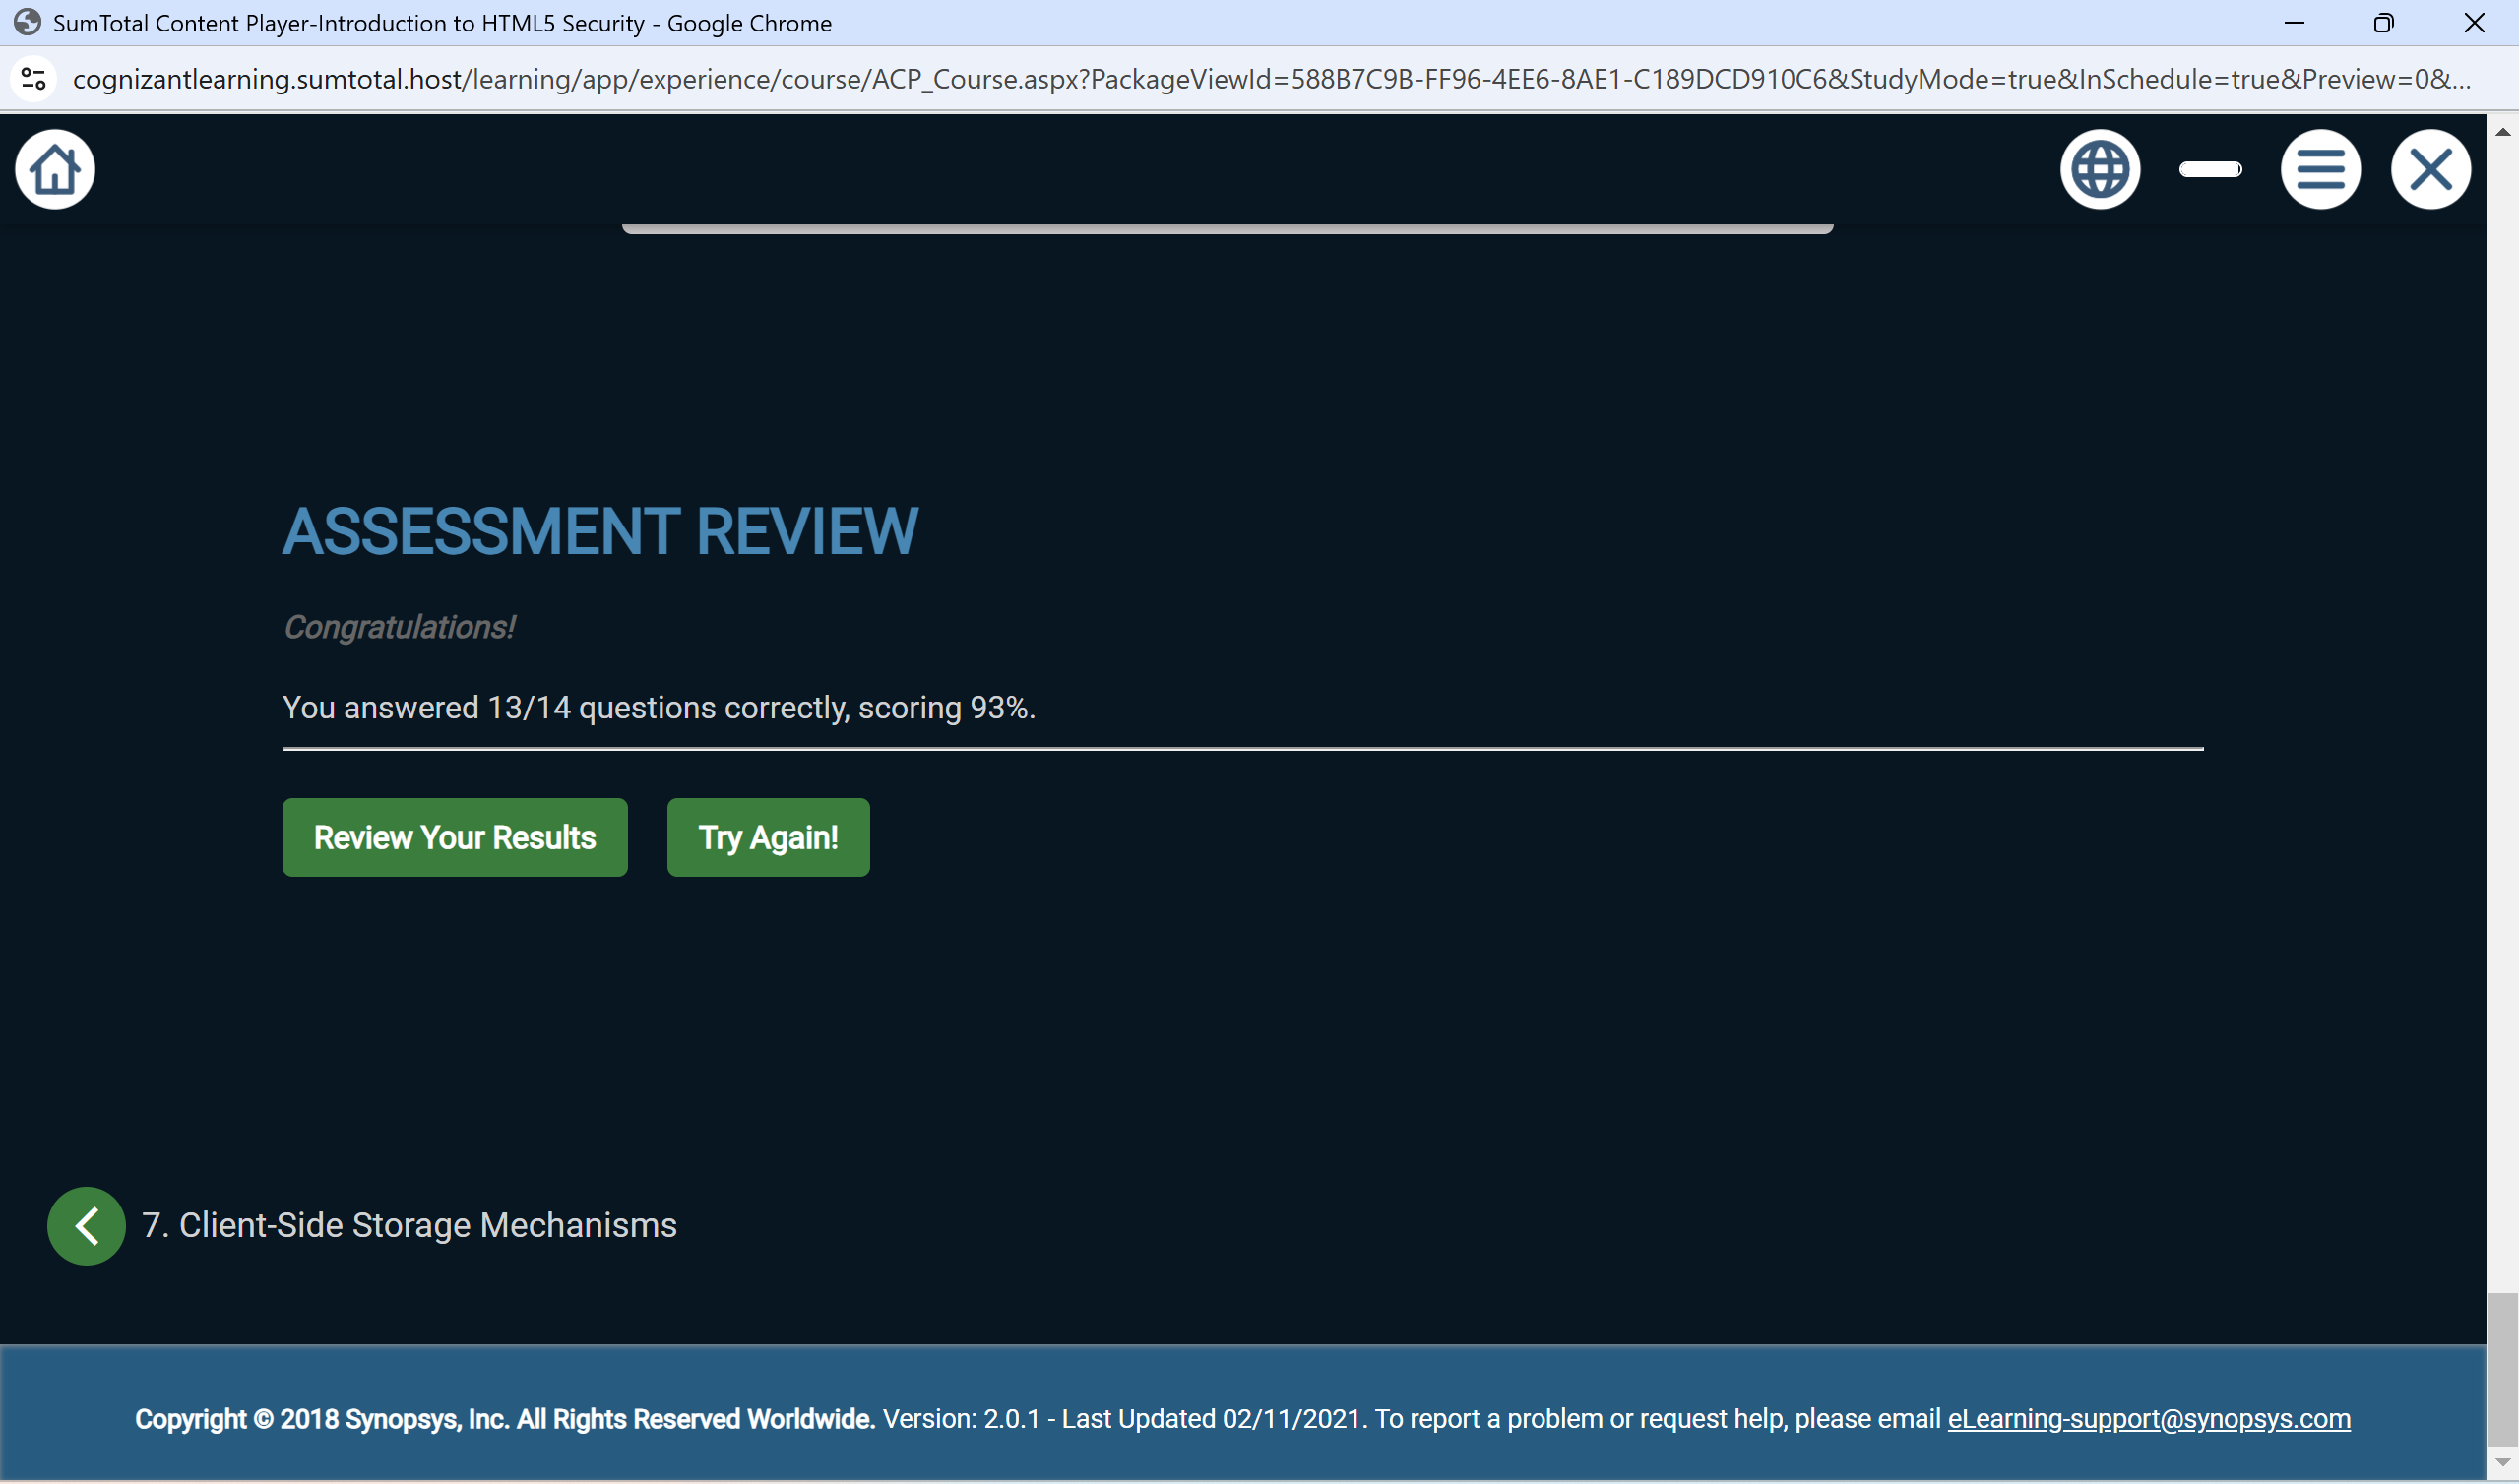 SumTotal Content Player-Introduction to HTML5 Security - Google Chrome
cognizantlearning.sumtotal.host/learning/app/experience/course/ACP_Course.aspx?PackageViewId=588B7C9B-FF96-4EE6-8AE1-C189DCD910C6&StudyMode=true&InSchedule=true&Preview=0&...
ASSESSMENT REVIEW
Congratulations!
You answered 13/14 questions correctly, scoring 93%.
Review Your Results Try Again!
7. Client-Side Storage Mechanisms
Copyright © 2018 Synopsys, Inc. All Rights Reserved Worldwide. Version: 2.0.1 - Last Updated 02/11/2021. To report a problem or request help, please email eLearning-support@synopsys.com